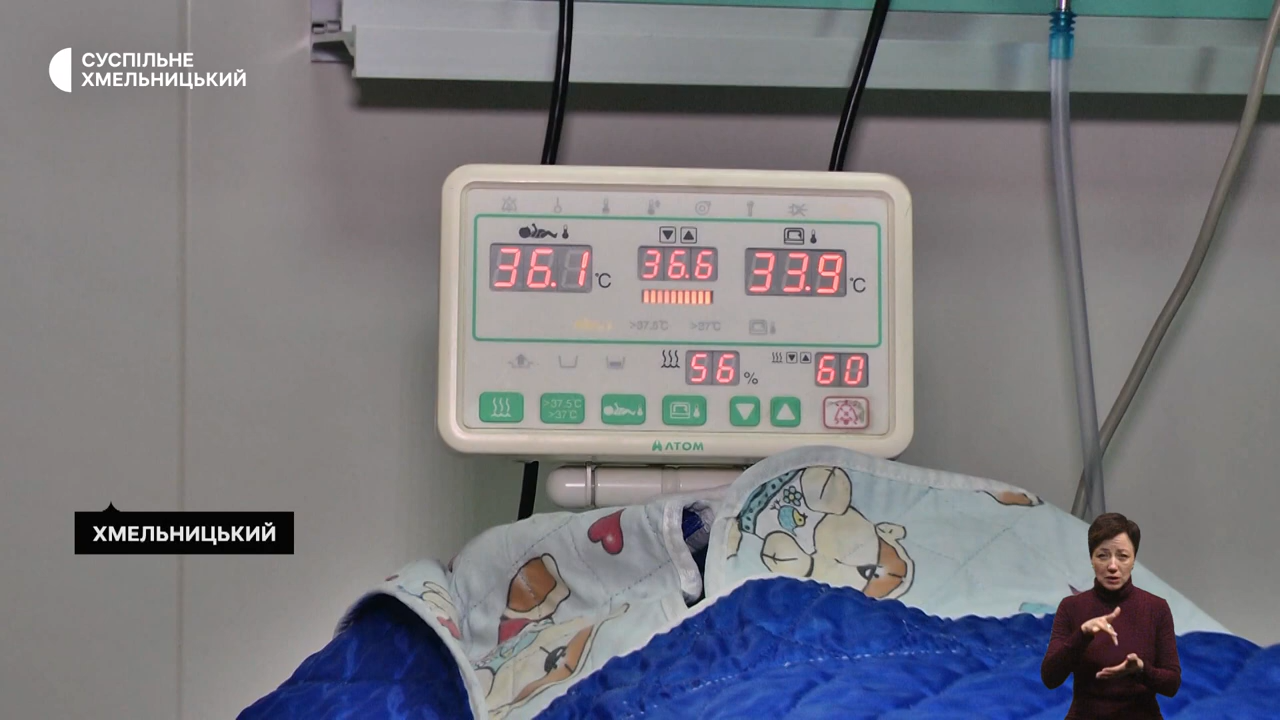 СУСПІЛЬНЕ
ХМЕЛЬНИЦЬКИЙ
36.1 °C
36.6
33.9 °C
>37.5°C >37°C
56 %
60
>37.5°C
>37°C
ATOM
ХМЕЛЬНИЦЬКИЙ